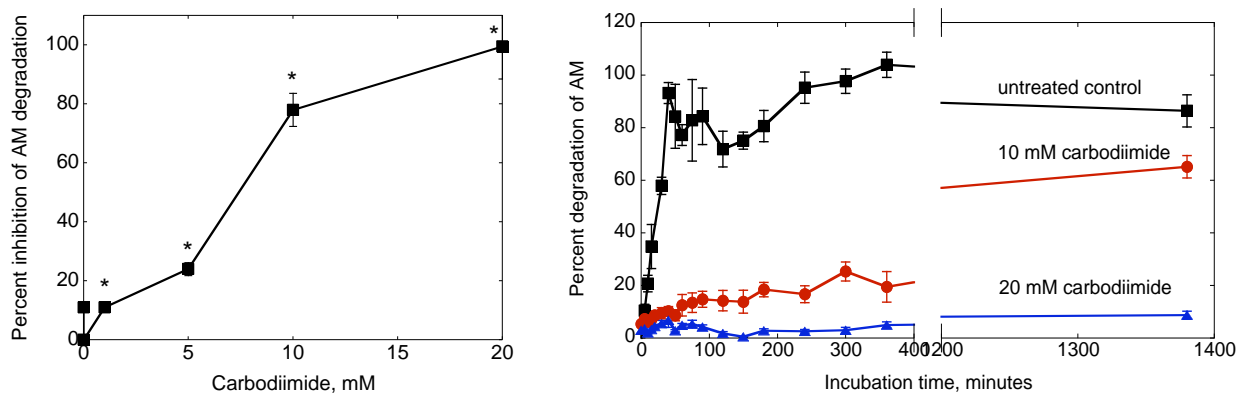 Percent inhibition of AM degradation
100
80
60
40
20
0
* * * *
0 5 10 15 20
Carbodiimide, mM
Percent degradation of AM
120
100
80
60
40
20
0
untreated control
10 mM carbodiimide
20 mM carbodiimide
0 100 200 300 400 1200 1300 1400
Incubation time, minutes